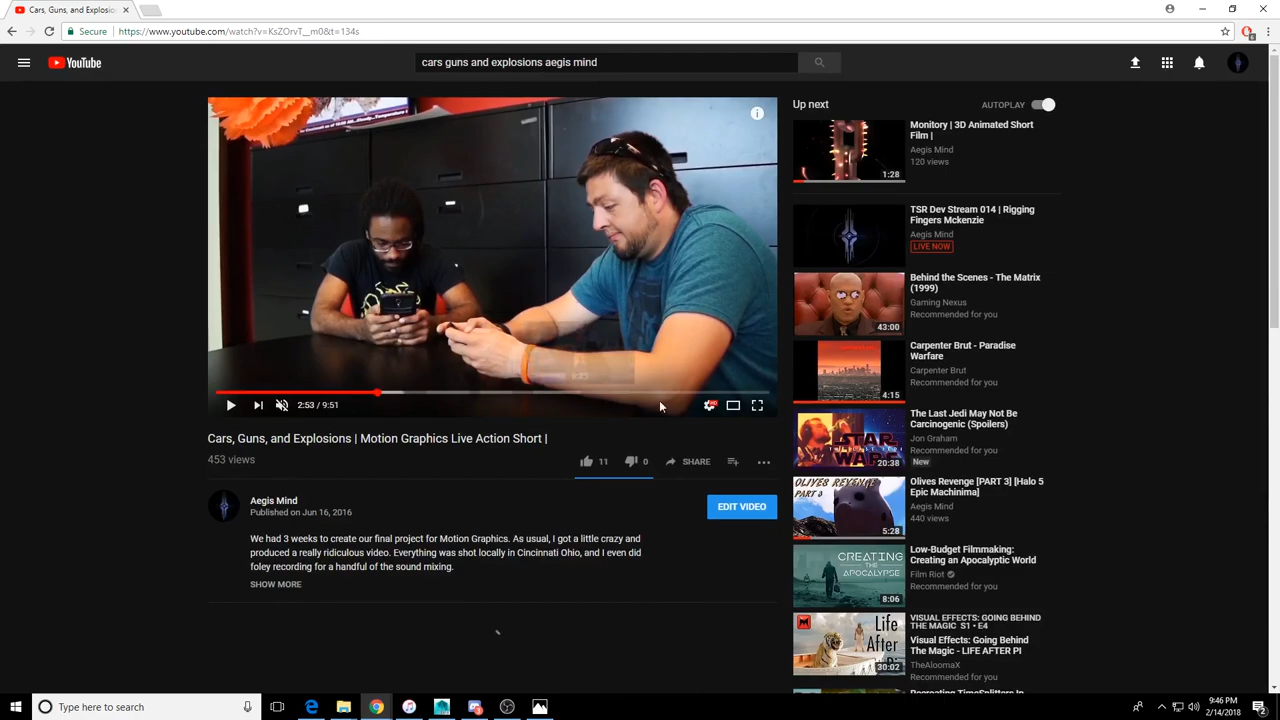 Cars, Guns, and Explosion
Secure
https://www.youtube.com/watch?v=KsZOrvT__m0&t=134s
YouTube
cars guns and explosions aegis mind
2:53 / 9:51
HD
Cars, Guns, and Explosions | Motion Graphics Live Action Short |
453 views
11
0
SHARE
Aegis Mind
Published on Jun 16, 2016
EDIT VIDEO
We had 3 weeks to create our final project for Motion Graphics. As usual, I got a little crazy and
produced a really ridiculous video. Everything was shot locally in Cincinnati Ohio, and I even did
foley recording for a handful of the sound mixing.
SHOW MORE
Up next
AUTOPLAY
Monitory | 3D Animated Short
Film |
Aegis Mind
120 views
1:28
TSR Dev Stream 014 | Rigging
Fingers Mckenzie
Aegis Mind
LIVE NOW
Behind the Scenes - The Matrix
(1999)
Gaming Nexus
Recommended for you
43:00
Carpenter Brut - Paradise
Warfare
Carpenter Brut
Recommended for you
4:15
The Last Jedi May Not Be
Carcinogenic (Spoilers)
Jon Graham
Recommended for you
New
STAR
WARS
20:38
Olives Revenge [PART 3] [Halo 5
Epic Machinima]
Aegis Mind
440 views
OLIVES REVENGE
PART 3
5:28
Low-Budget Filmmaking:
Creating an Apocalyptic World
Film Riot
Recommended for you
CREATING
THE
APOCALYPSE
8:06
VISUAL EFFECTS: GOING BEHIND
THE MAGIC S1 • E4
Visual Effects: Going Behind
The Magic - LIFE AFTER PI
TheAloomaX
Recommended for you
Life
After
30:02
Recreating TimeSplitters In
Type here to search
9:46 PM
2/14/2018
2